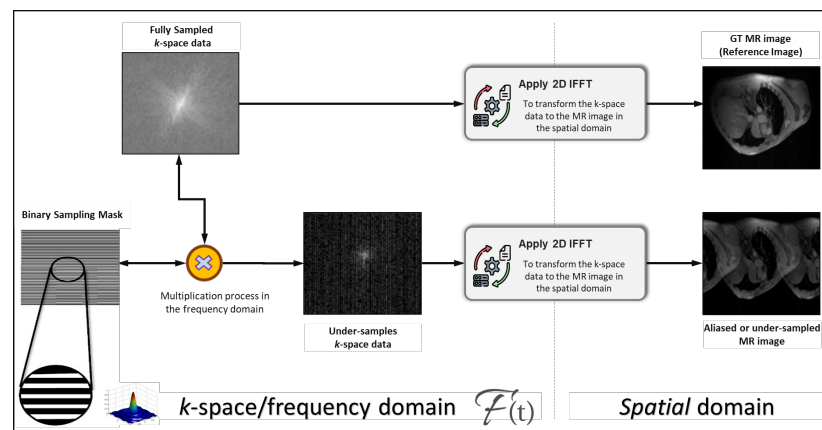 Fully Sampled
k-space data
GT MR image
(Reference Image)
Apply 2D IFFT
To transform the k-space
data to the MR image in
the spatial domain
Binary Sampling Mask
Multiplication process in
the frequency domain
Under-samples
k-space data
Apply 2D IFFT
To transform the k-space
data to the MR image in
the spatial domain
Aliased or under-sampled
MR image
k-space/frequency domain ℱ(t)
Spatial domain